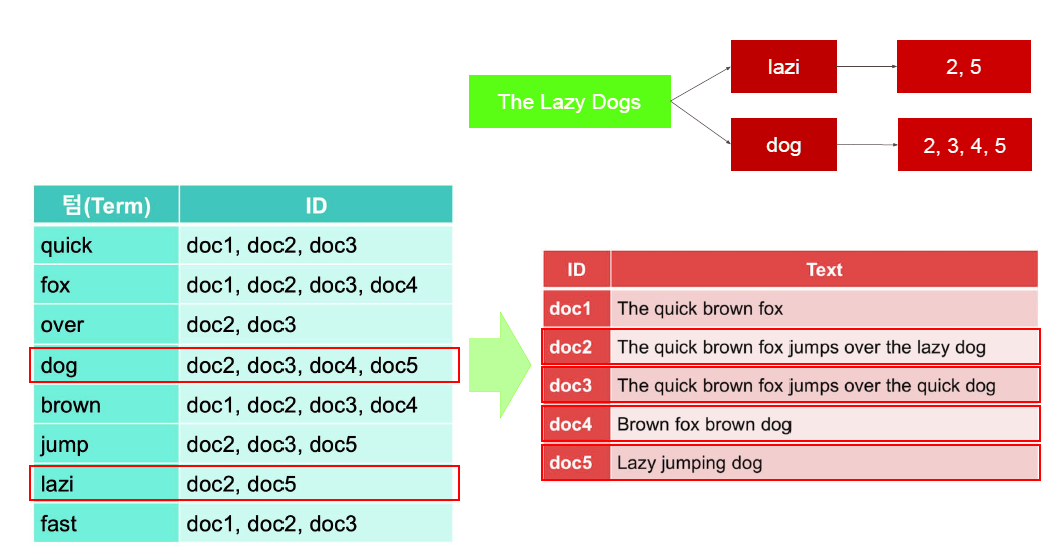 The Lazy Dogs
lazi
2, 5
dog
2, 3, 4, 5
텀(Term) ID
quick doc1, doc2, doc3
fox doc1, doc2, doc3, doc4
over doc2, doc3
dog doc2, doc3, doc4, doc5
brown doc1, doc2, doc3, doc4
jump doc2, doc3, doc5
lazi doc2, doc5
fast doc1, doc2, doc3
ID Text
doc1 The quick brown fox
doc2 The quick brown fox jumps over the lazy dog
doc3 The quick brown fox jumps over the quick dog
doc4 Brown fox brown dog
doc5 Lazy jumping dog